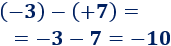 (−3) − (+7) =
= −3 − 7 = −10